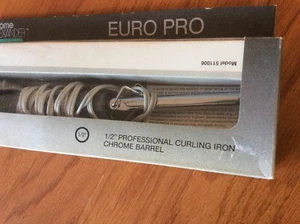 EURO PRO
Model 511006
1/2"
1/2" PROFESSIONAL CURLING IRON
CHROME BARREL